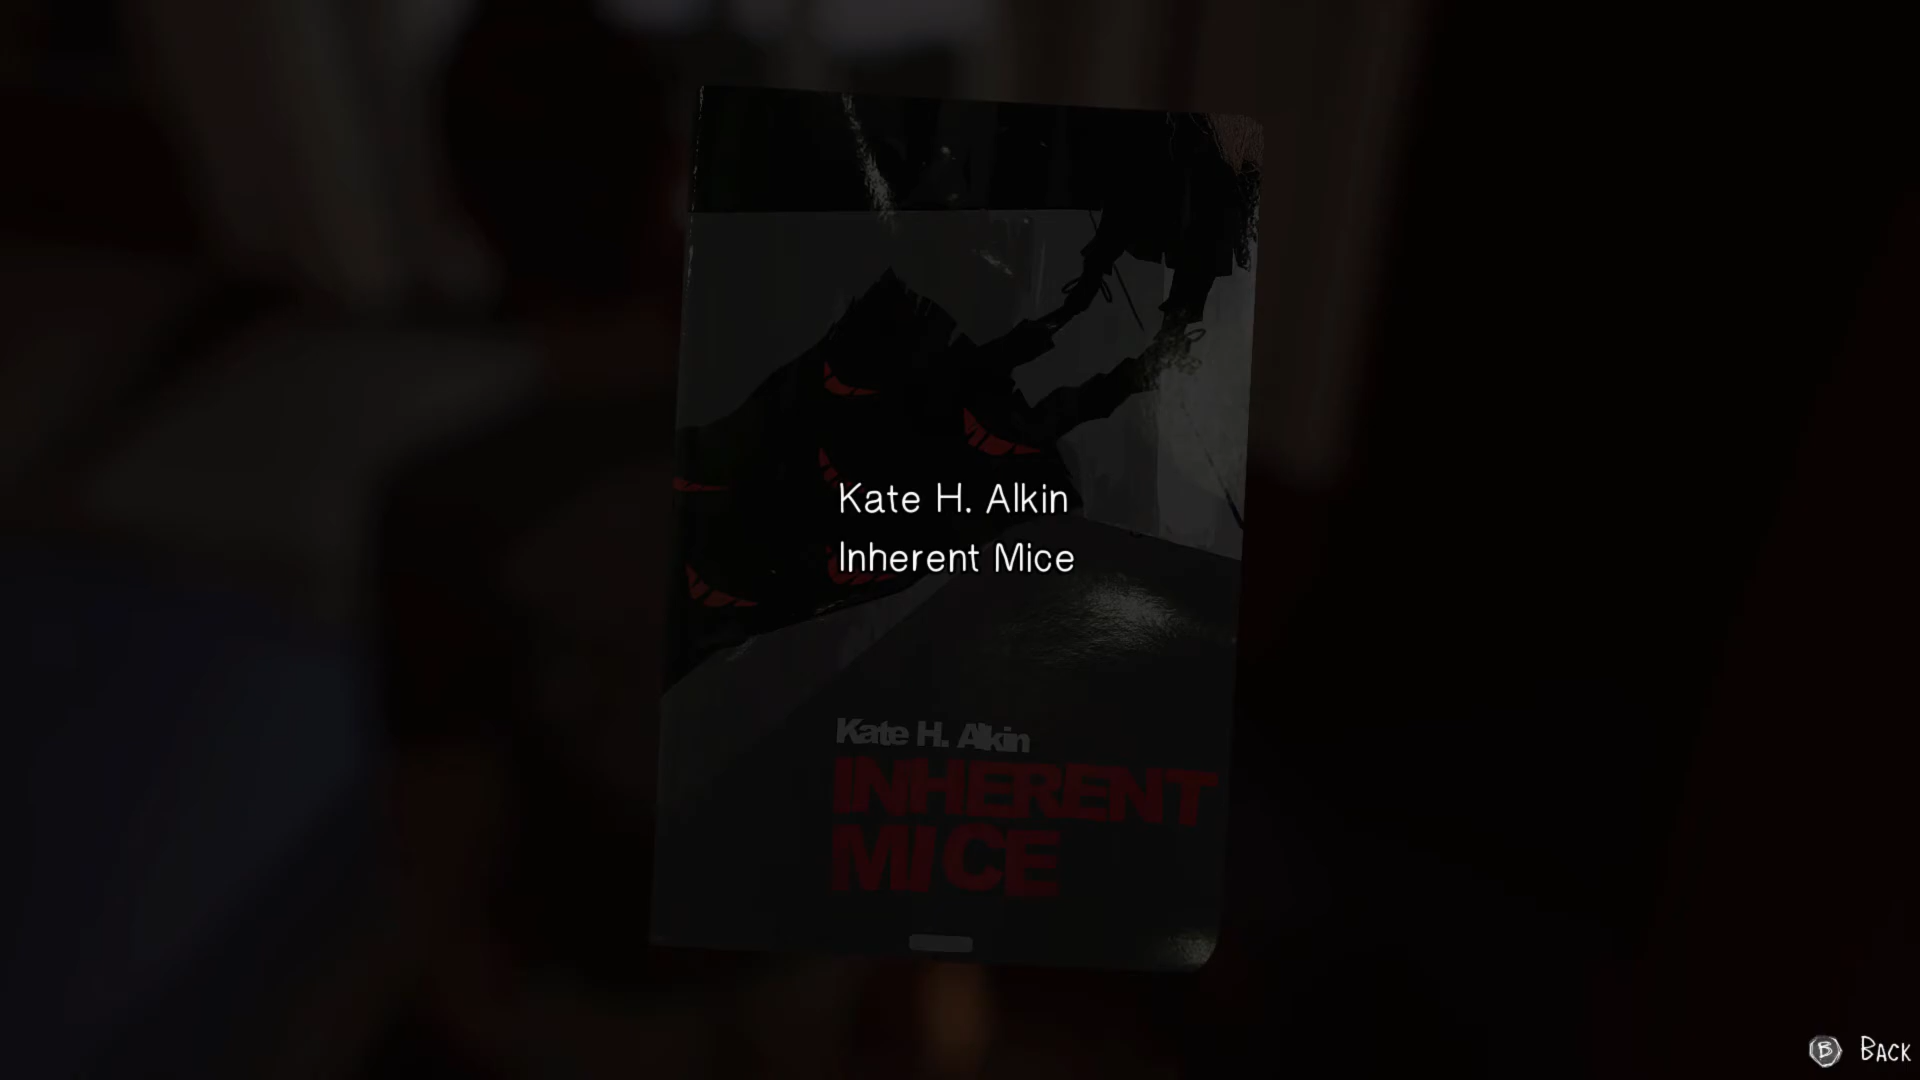 Kate H. Alkin
Inherent Mice
Kate H. Alkin
INHERENT
MICE
B BACK